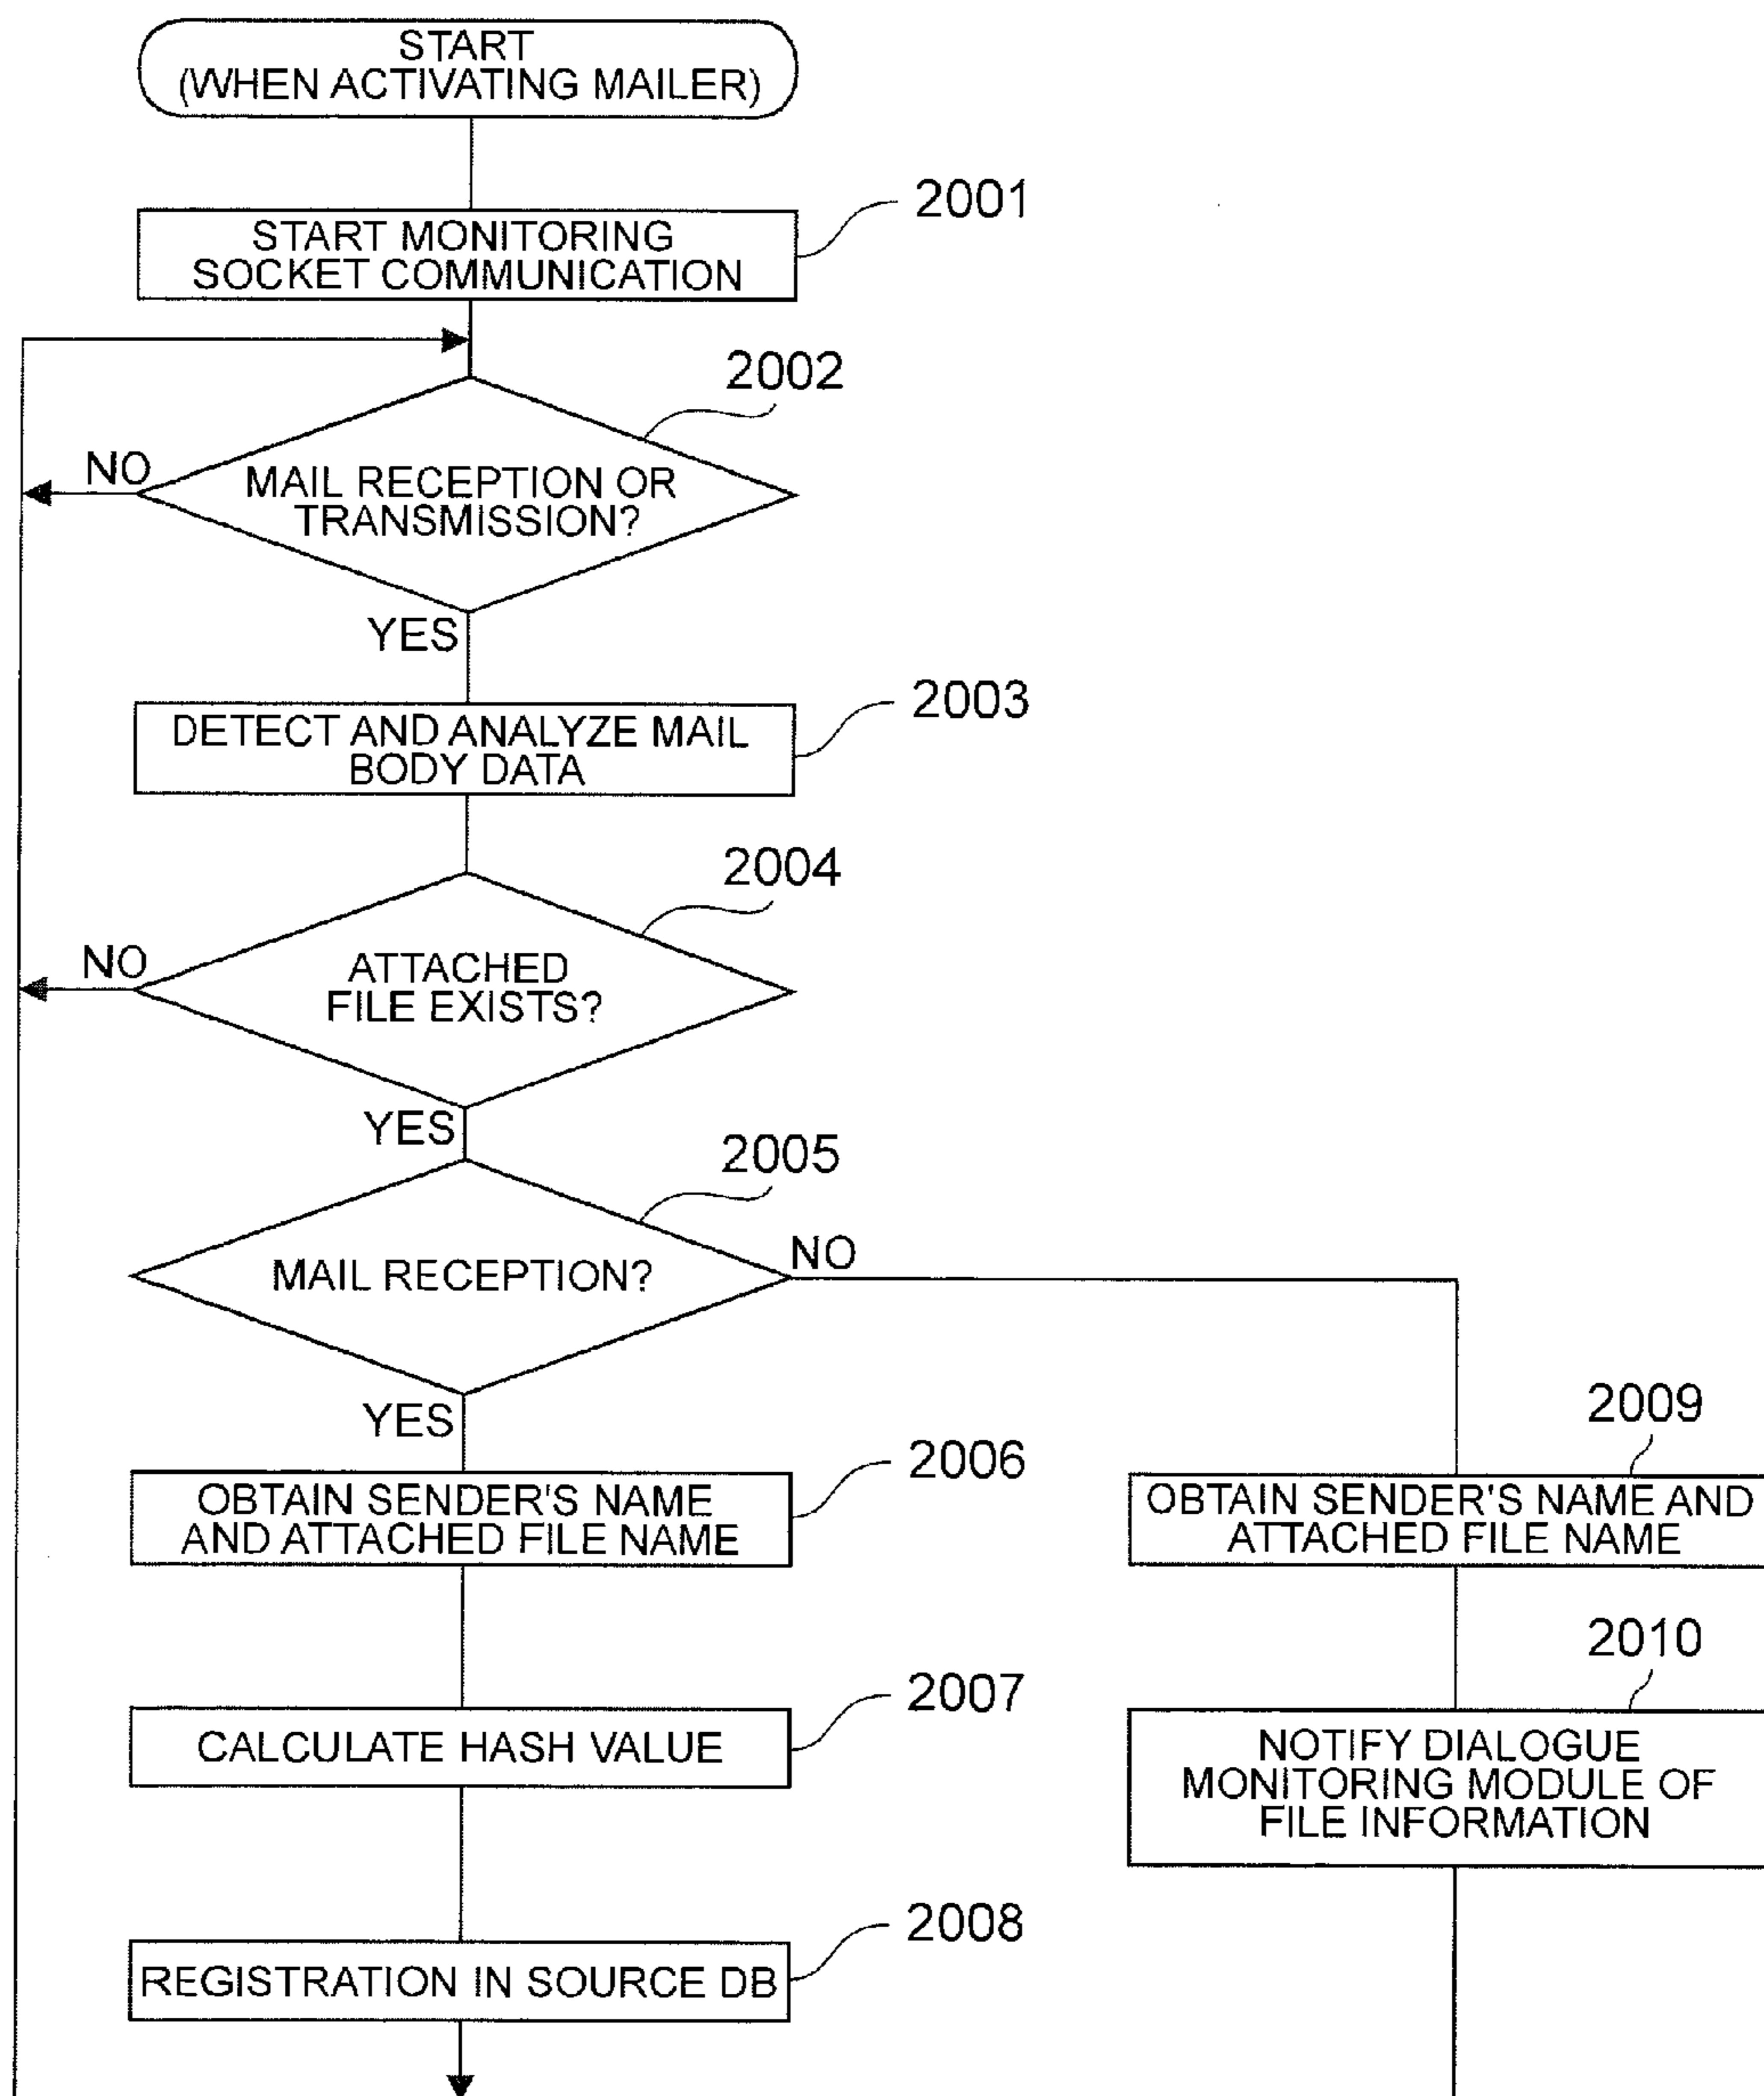 START
(WHEN ACTIVATING MAILER)
2001
START MONITORING
SOCKET COMMUNICATION
2002
NO
MAIL RECEPTION OR
TRANSMISSION?
YES
2003
DETECT AND ANALYZE MAIL
BODY DATA
2004
NO
ATTACHED
FILE EXISTS?
YES
2005
MAIL RECEPTION?
NO
YES
2006
OBTAIN SENDER'S NAME
AND ATTACHED FILE NAME
2009
OBTAIN SENDER'S NAME AND
ATTACHED FILE NAME
2007
CALCULATE HASH VALUE
2010
NOTIFY DIALOGUE
MONITORING MODULE OF
FILE INFORMATION
2008
REGISTRATION IN SOURCE DB